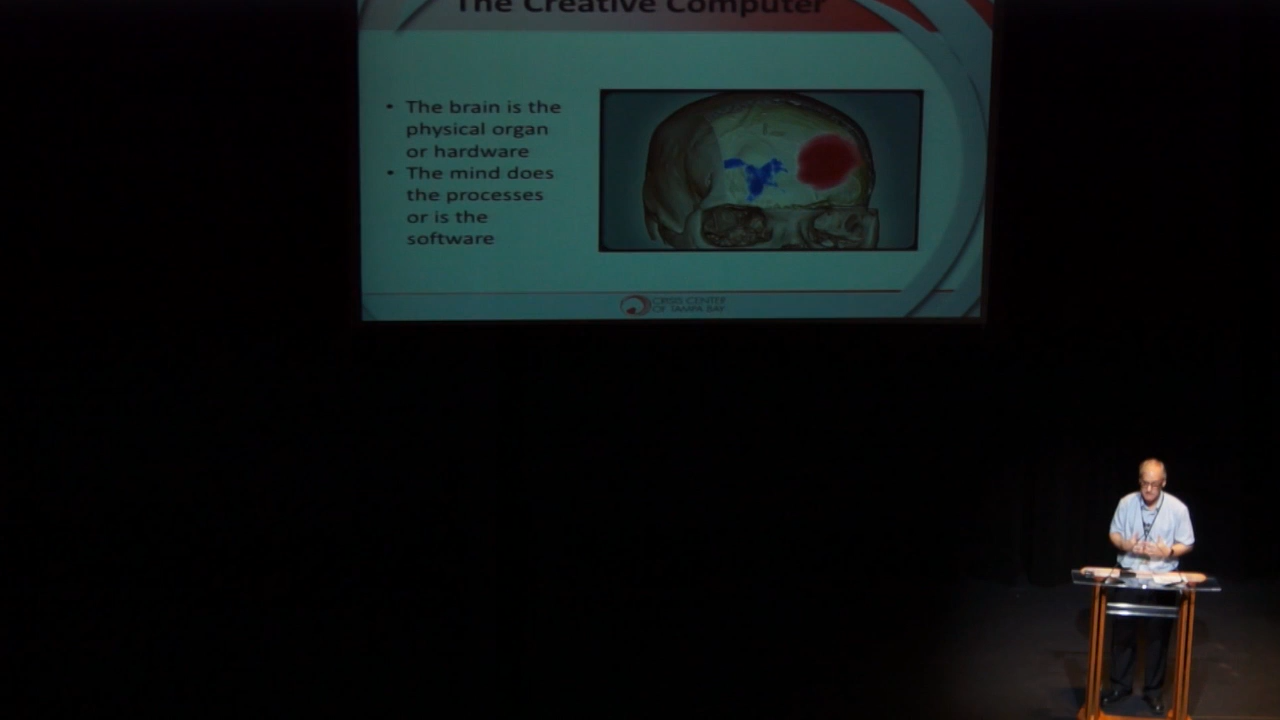 The Creative Computer
• The brain is the
physical organ
or hardware
• The mind does
the processes
or is the
software
CRISIS CENTER
OF TAMPA BAY